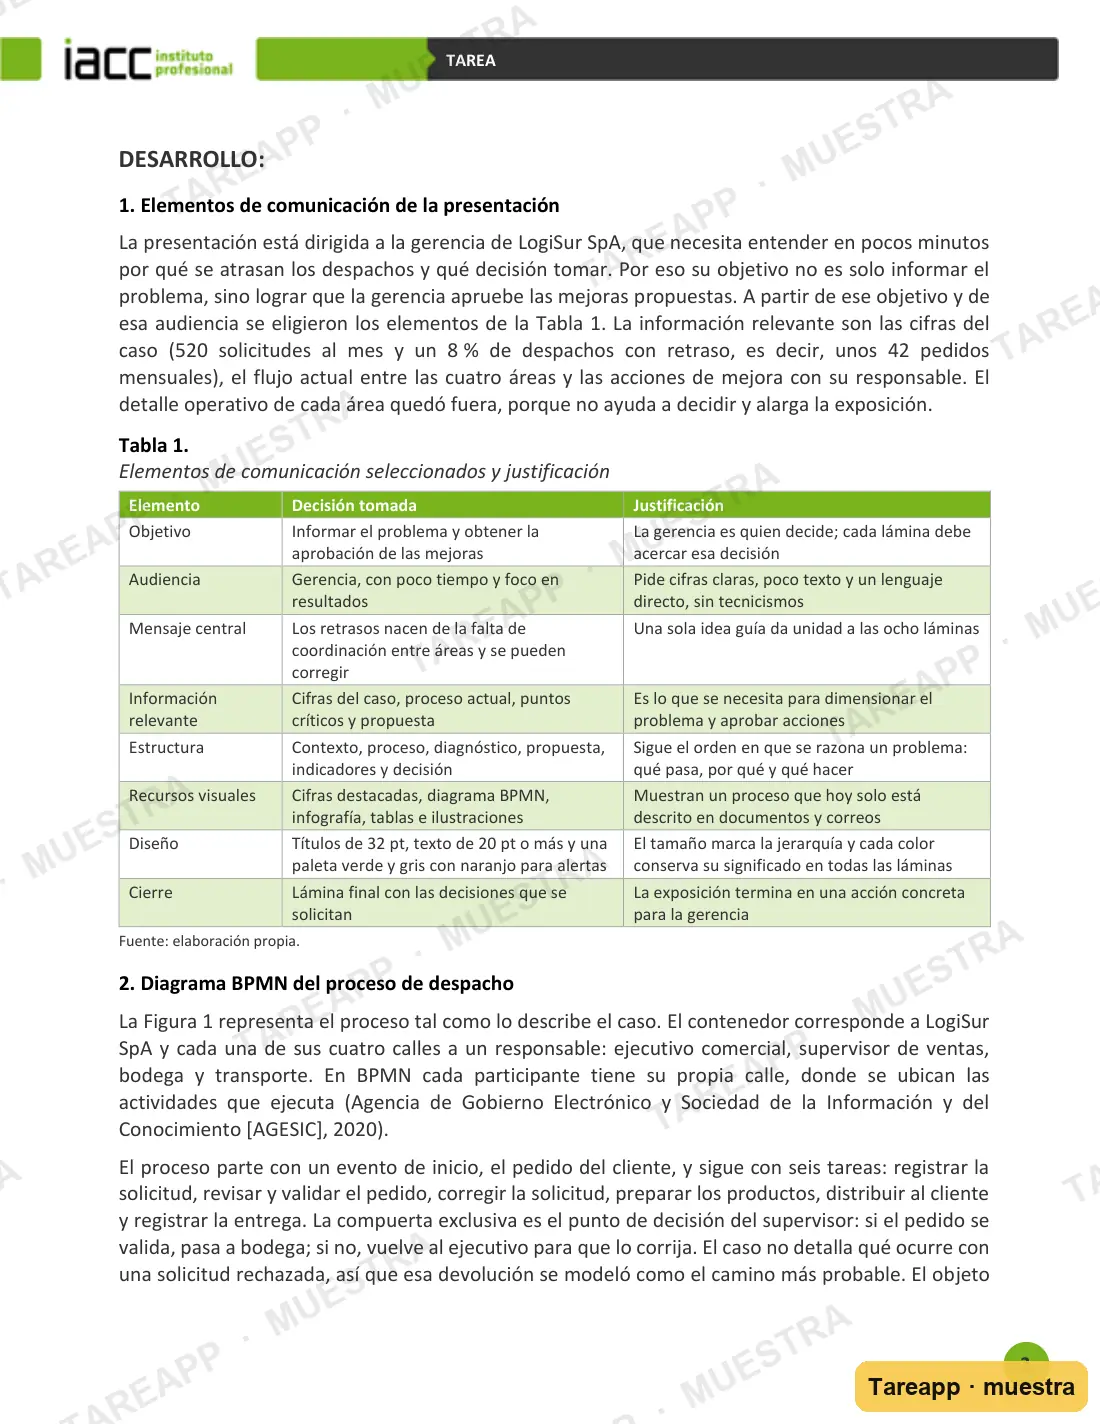 iacc instituto
profesional
TAREA
DESARROLLO:
1. Elementos de comunicación de la presentación
La presentación está dirigida a la gerencia de LogiSur SpA, que necesita entender en pocos minutos
por qué se atrasan los despachos y qué decisión tomar. Por eso su objetivo no es solo informar el
problema, sino lograr que la gerencia apruebe las mejoras propuestas. A partir de ese objetivo y de
esa audiencia se eligieron los elementos de la Tabla 1. La información relevante son las cifras del
caso (520 solicitudes al mes y un 8 % de despachos con retraso, es decir, unos 42 pedidos
mensuales), el flujo actual entre las cuatro áreas y las acciones de mejora con su responsable. El
detalle operativo de cada área quedó fuera, porque no ayuda a decidir y alarga la exposición.
Tabla 1.
Elementos de comunicación seleccionados y justificación
Elemento Decisión tomada Justificación
Objetivo Informar el problema y obtener la La gerencia es quien decide; cada lámina debe
aprobación de las mejoras acercar esa decisión
Audiencia Gerencia, con poco tiempo y foco en Pide cifras claras, poco texto y un lenguaje
resultados directo, sin tecnicismos
Mensaje central Los retrasos nacen de la falta de Una sola idea guía da unidad a las ocho láminas
coordinación entre áreas y se pueden
corregir
Información Cifras del caso, proceso actual, puntos Es lo que se necesita para dimensionar el
relevante críticos y propuesta problema y aprobar acciones
Estructura Contexto, proceso, diagnóstico, propuesta, Sigue el orden en que se razona un problema:
indicadores y decisión qué pasa, por qué y qué hacer
Recursos visuales Cifras destacadas, diagrama BPMN, Muestran un proceso que hoy solo está
infografía, tablas e ilustraciones descrito en documentos y correos
Diseño Títulos de 32 pt, texto de 20 pt o más y una El tamaño marca la jerarquía y cada color
paleta verde y gris con naranjo para alertas conserva su significado en todas las láminas
Cierre Lámina final con las decisiones que se La exposición termina en una acción concreta
solicitan para la gerencia
Fuente: elaboración propia.
2. Diagrama BPMN del proceso de despacho
La Figura 1 representa el proceso tal como lo describe el caso. El contenedor corresponde a LogiSur
SpA y cada una de sus cuatro calles a un responsable: ejecutivo comercial, supervisor de ventas,
bodega y transporte. En BPMN cada participante tiene su propia calle, donde se ubican las
actividades que ejecuta (Agencia de Gobierno Electrónico y Sociedad de la Información y del
Conocimiento [AGESIC], 2020).
El proceso parte con un evento de inicio, el pedido del cliente, y sigue con seis tareas: registrar la
solicitud, revisar y validar el pedido, corregir la solicitud, preparar los productos, distribuir al cliente
y registrar la entrega. La compuerta exclusiva es el punto de decisión del supervisor: si el pedido se
valida, pasa a bodega; si no, vuelve al ejecutivo para que lo corrija. El caso no detalla qué ocurre con
una solicitud rechazada, así que esa devolución se modeló como el camino más probable. El objeto
Tareapp · muestra
TAREAPP · MUESTRA